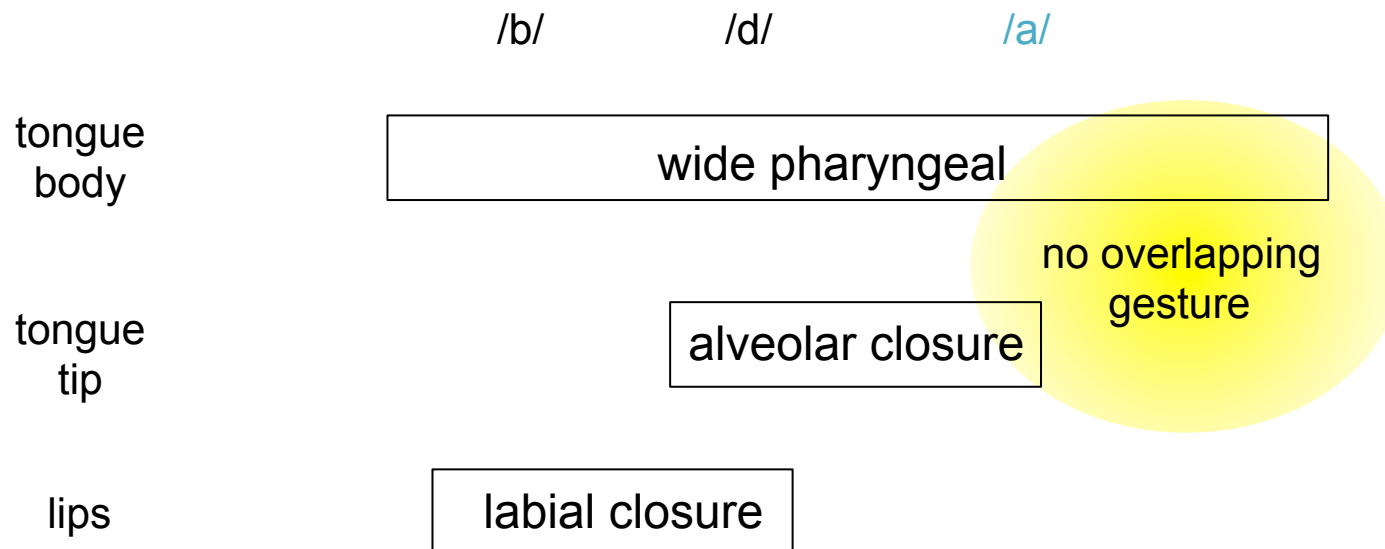 /b/ /d/ /a/
tongue
body
wide pharyngeal
no overlapping
gesture
tongue
tip
alveolar closure
lips
labial closure